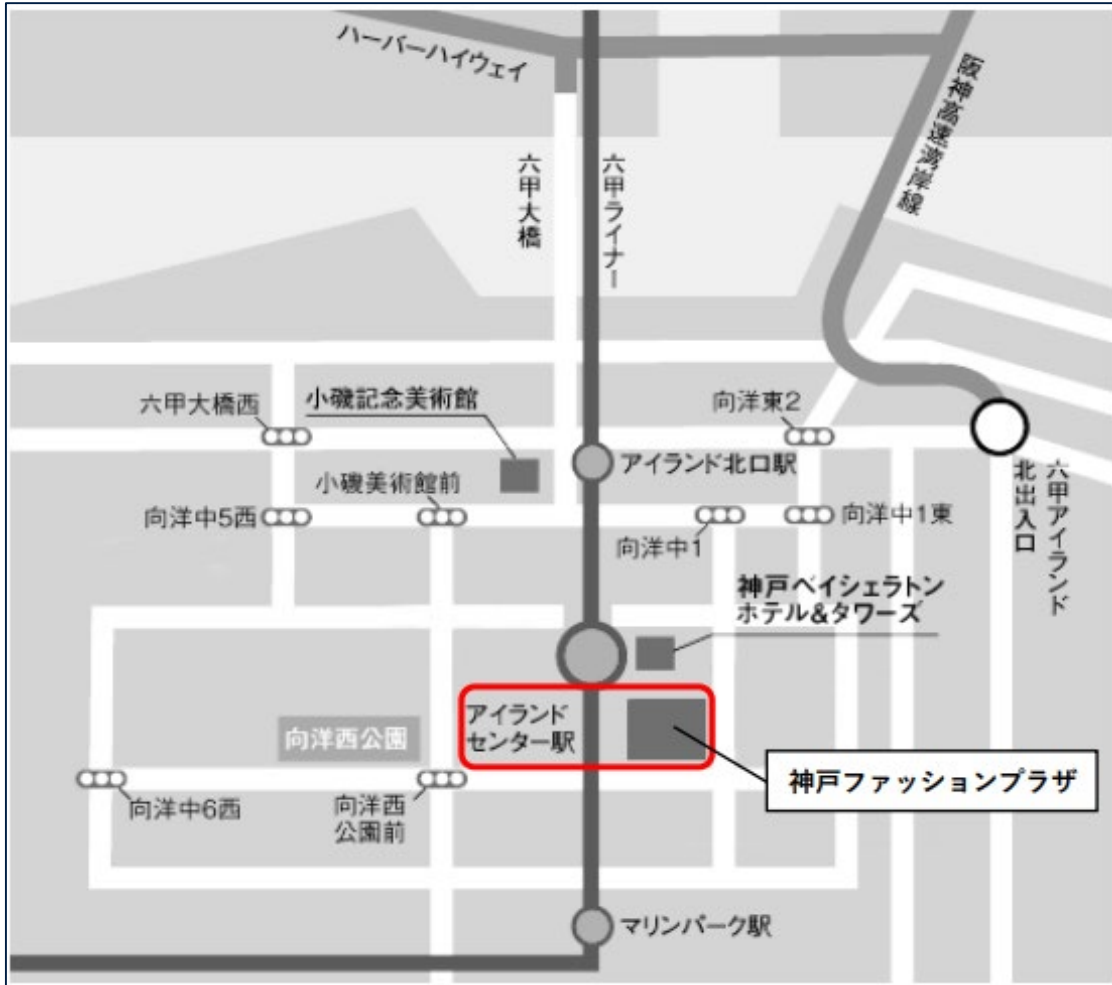 ハーバーハイウェイ
阪神高速湾岸線
六甲大橋
六甲ライナー
六甲大橋西
小磯記念美術館
向洋東2
アイランド北口駅
小磯美術館前
向洋中5西
向洋中1
向洋中1東
六甲アイランド
北出入口
神戸ベイシェラトン
ホテル&タワーズ
アイランド
センター駅
向洋西公園
神戸ファッションプラザ
向洋中6西
向洋西
公園前
マリンパーク駅